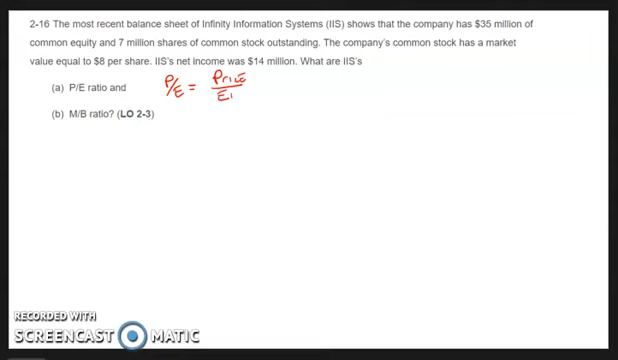 2-16 The most recent balance sheet of Infinity Information Systems (IIS) shows that the company has $35 million of
common equity and 7 million shares of common stock outstanding. The company's common stock has a market
value equal to $8 per share. IIS's net income was $14 million. What are IIS's
(a) P/E ratio and
P/E = PRICE
EI
(b) M/B ratio? (LO 2-3)
RECORDED WITH
SCREENCAST MATIC